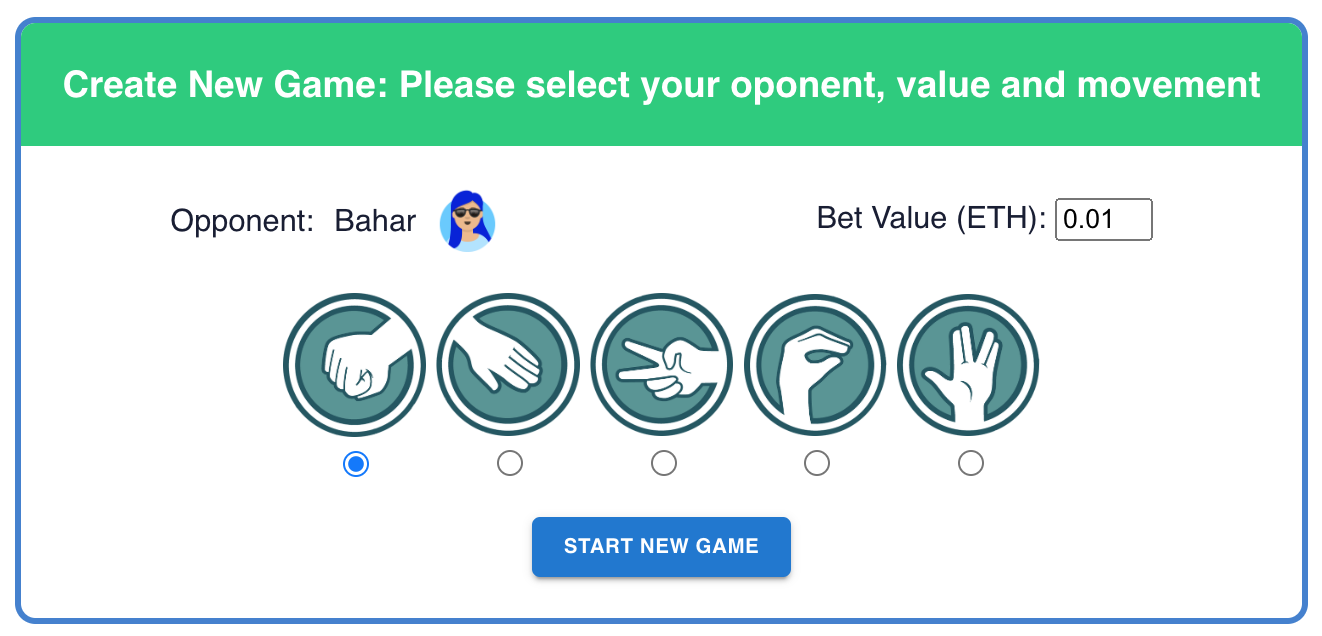 Create New Game: Please select your oponent, value and movement
Opponent: Bahar Bet Value (ETH): 0.01
START NEW GAME